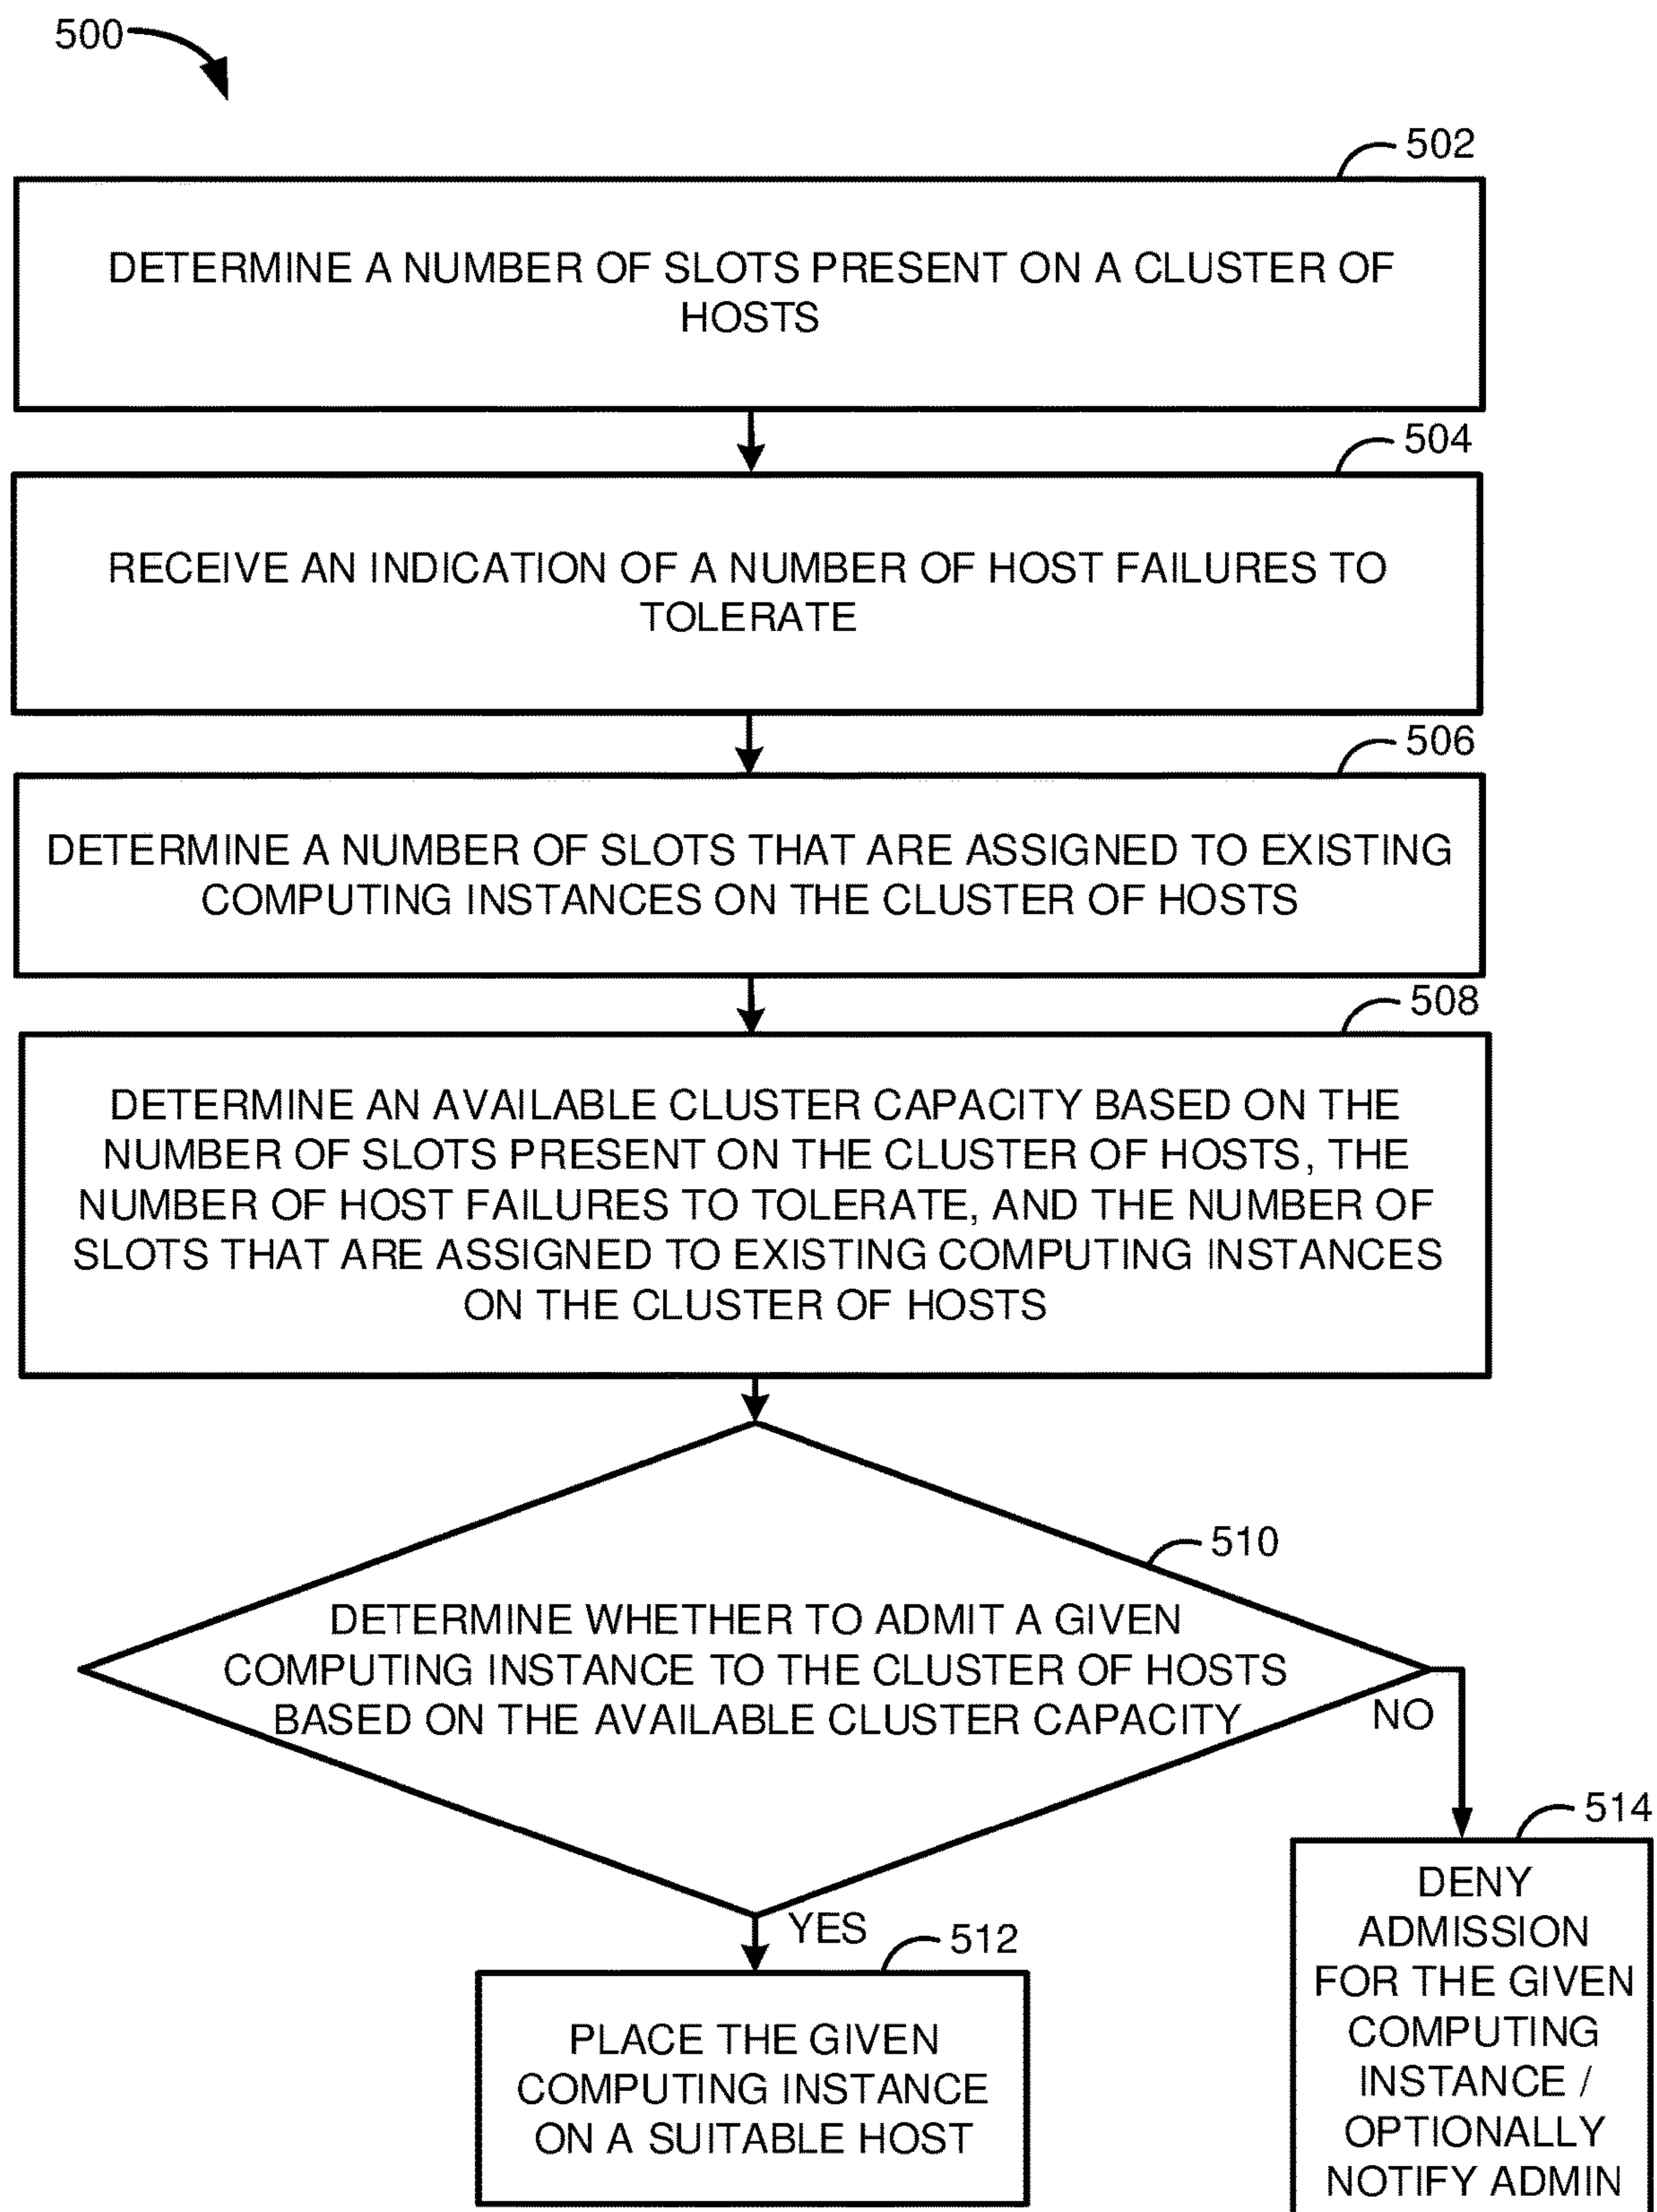 500
502
DETERMINE A NUMBER OF SLOTS PRESENT ON A CLUSTER OF
HOSTS
504
RECEIVE AN INDICATION OF A NUMBER OF HOST FAILURES TO
TOLERATE
506
DETERMINE A NUMBER OF SLOTS THAT ARE ASSIGNED TO EXISTING
COMPUTING INSTANCES ON THE CLUSTER OF HOSTS
508
DETERMINE AN AVAILABLE CLUSTER CAPACITY BASED ON THE
NUMBER OF SLOTS PRESENT ON THE CLUSTER OF HOSTS, THE
NUMBER OF HOST FAILURES TO TOLERATE, AND THE NUMBER OF
SLOTS THAT ARE ASSIGNED TO EXISTING COMPUTING INSTANCES
ON THE CLUSTER OF HOSTS
510
DETERMINE WHETHER TO ADMIT A GIVEN
COMPUTING INSTANCE TO THE CLUSTER OF HOSTS
BASED ON THE AVAILABLE CLUSTER CAPACITY
NO
YES
512
PLACE THE GIVEN
COMPUTING INSTANCE
ON A SUITABLE HOST
514
DENY
ADMISSION
FOR THE GIVEN
COMPUTING
INSTANCE /
OPTIONALLY
NOTIFY ADMIN